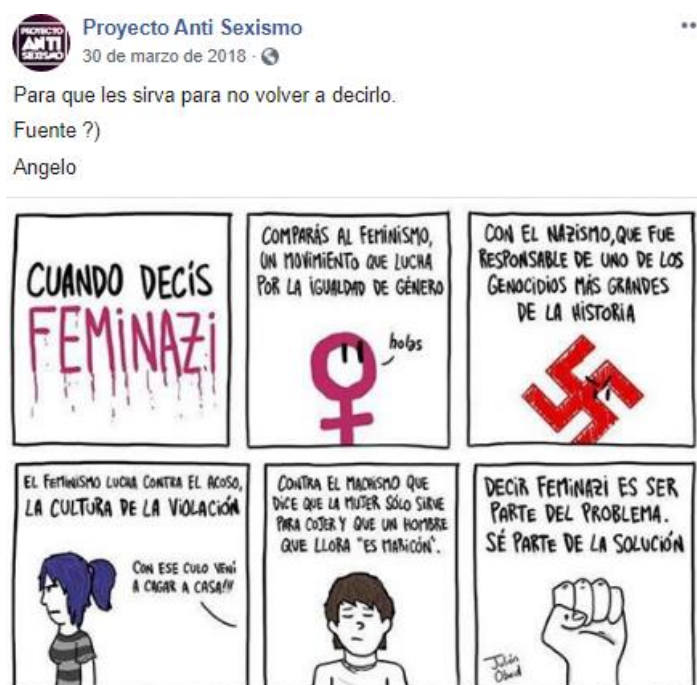 PROYECTO
ANTI
SEXISMO
Proyecto Anti Sexismo
30 de marzo de 2018 ·
Para que les sirva para no volver a decirlo.
Fuente ?)
Angelo
CUANDO DECÍS
FEMINAZI
COMPARÁS AL FEMINISMO,
UN MOVIMIENTO QUE LUCHA
POR LA IGUALDAD DE GÉNERO
holas
CON EL NAZISMO, QUE FUE
RESPONSABLE DE UNO DE LOS
GENOCIDIOS MÁS GRANDES
DE LA HISTORIA
EL FEMINISMO LUCHA CONTRA EL ACOSO,
LA CULTURA DE LA VIOLACIÓN
CON ESE CULO VENÍ
A CAGAR A CASA!!!
CONTRA EL MACHISMO QUE
DICE QUE LA MUJER SÓLO SIRVE
PARA COJER Y QUE UN HOMBRE
QUE LLORA "ES MARICÓN".
DECIR FEMINAZI ES SER
PARTE DEL PROBLEMA.
SÉ PARTE DE LA SOLUCIÓN
Julián
Obed